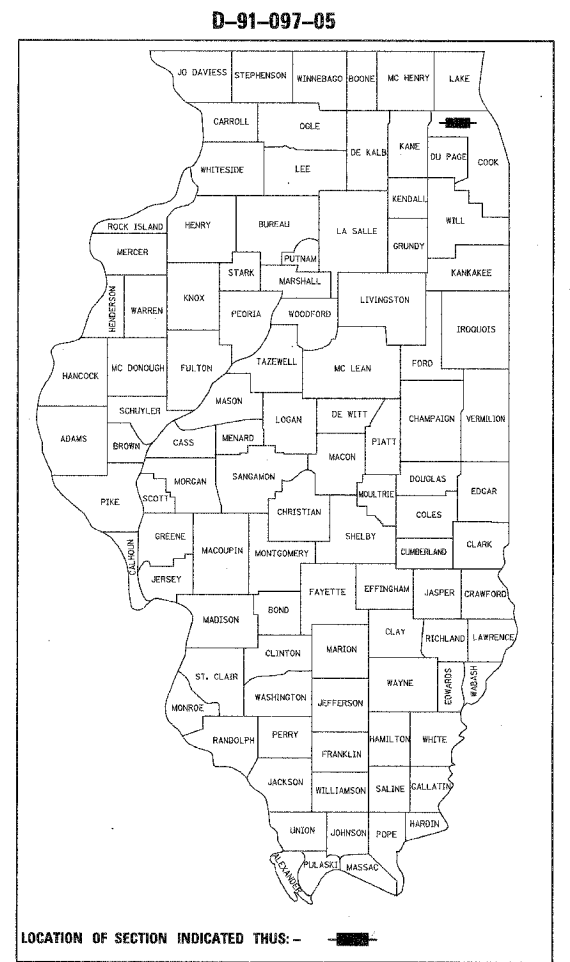 D-91-097-05
JO DAVIESS STEPHENSON WINNEBAGO BOONE MC HENRY LAKE
CARROLL OGLE DE KALB KANE COOK
DU PAGE
WHITESIDE LEE
KENDALL
WILL
ROCK ISLAND HENRY BUREAU LA SALLE GRUNDY
MERCER PUTNAM
STARK MARSHALL KANKAKEE
HENDERSON WARREN KNOX PEORIA WOODFORD LIVINGSTON IROQUOIS
TAZEWELL MC LEAN FORD
HANCOCK MC DONOUGH FULTON
MASON
SCHUYLER LOGAN DE WITT CHAMPAIGN VERMILION
ADAMS BROWN CASS MENARD MACON PIATT
MORGAN SANGAMON DOUGLAS EDGAR
PIKE SCOTT CHRISTIAN MOULTRIE COLES
CALHOUN GREENE MACOUPIN MONTGOMERY SHELBY CUMBERLAND CLARK
JERSEY FAYETTE EFFINGHAM JASPER CRAWFORD
MADISON BOND
CLINTON MARION CLAY RICHLAND LAWRENCE
ST. CLAIR WAYNE EDWARDS WABASH
MONROE WASHINGTON JEFFERSON
RANDOLPH PERRY HAMILTON WHITE
FRANKLIN
JACKSON WILLIAMSON SALINE GALLATIN
UNION JOHNSON POPE HARDIN
ALEXANDER PULASKI MASSAC
LOCATION OF SECTION INDICATED THUS: -